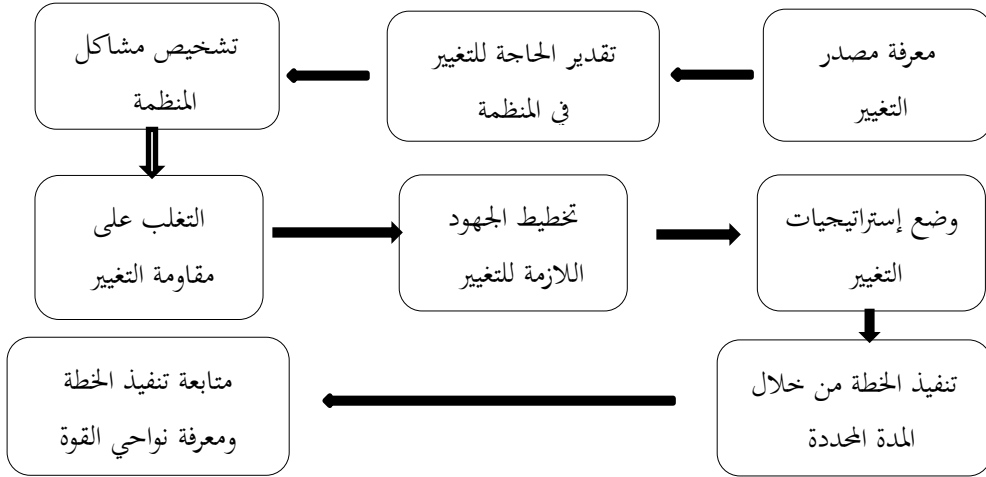 معرفة مصدر
التغيير
تقدير الحاجة للتغيير
في المنظمة
تشخيص مشاكل
المنظمة
التغلب على
مقاومة التغيير
تخطيط الجهود
اللازمة للتغيير
وضع إستراتيجيات
التغيير
تنفيذ الخطة من خلال
المدة المحددة
متابعة تنفيذ الخطة
ومعرفة نواحي القوة